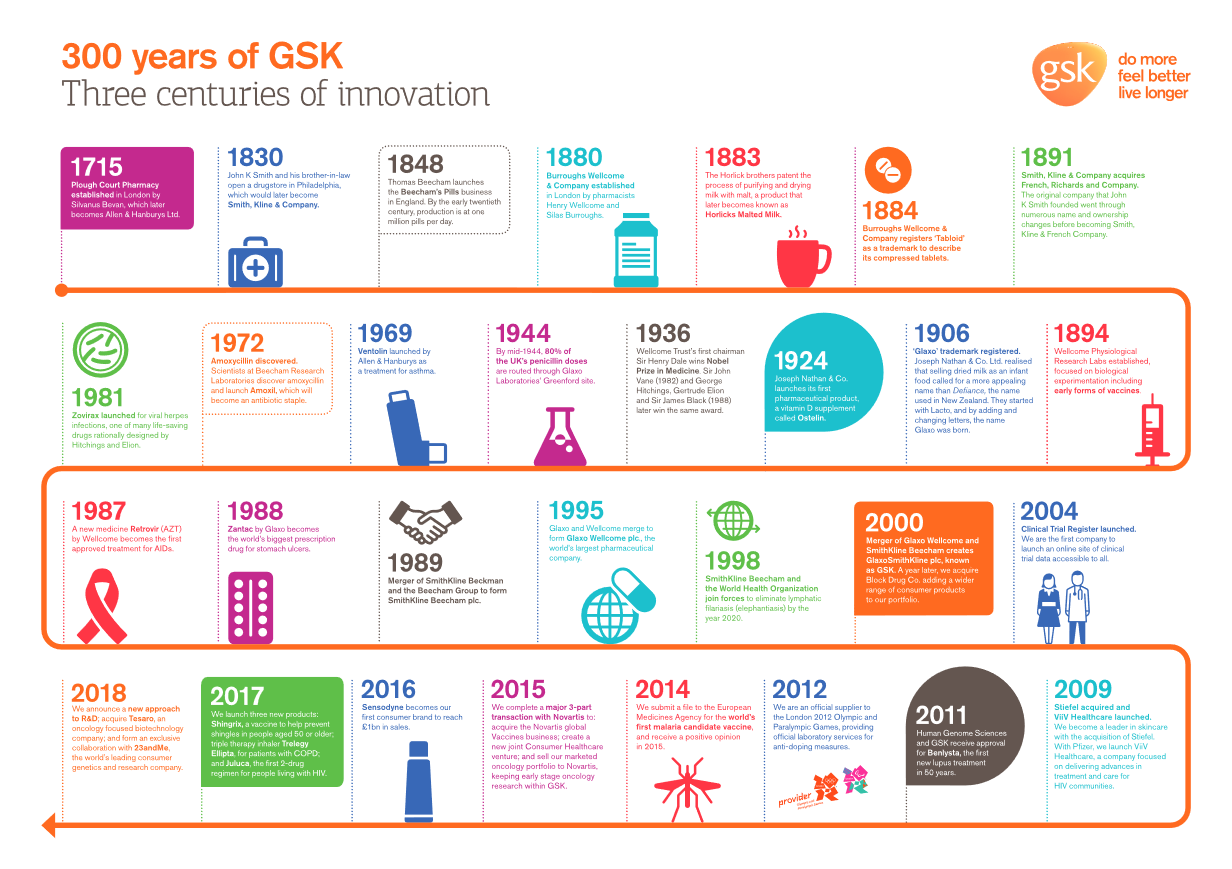 300 years of GSK
Three centuries of innovation
gsk
do more
feel better
live longer
1715
Plough Court Pharmacy
established in London by
Silvanus Bevan, which later
becomes Allen & Hanburys Ltd.
1830
John K Smith and his brother-in-law
open a drugstore in Philadelphia,
which would later become
Smith, Kline & Company.
1848
Thomas Beecham launches
the Beecham's Pills business
in England. By the early twentieth
century, production is at one
million pills per day.
1880
Burroughs Wellcome
& Company established
in London by pharmacists
Henry Wellcome and
Silas Burroughs.
1883
The Horlick brothers patent the
process of purifying and drying
milk with malt, a product that
later becomes known as
Horlicks Malted Milk.
1884
Burroughs Wellcome &
Company registers 'Tabloid'
as a trademark to describe
its compressed tablets.
1891
Smith, Kline & Company acquires
French, Richards and Company.
The original company that John
K Smith founded went through
numerous name and ownership
changes before becoming Smith,
Kline & French Company.
1981
Zovirax launched for viral herpes
infections, one of many life-saving
drugs rationally designed by
Hitchings and Elion.
1972
Amoxycillin discovered.
Scientists at Beecham Research
Laboratories discover amoxycillin
and launch Amoxil, which will
become an antibiotic staple.
1969
Ventolin launched by
Allen & Hanburys as
a treatment for asthma.
1944
By mid-1944, 80% of
the UK's penicillin doses
are routed through Glaxo
Laboratories' Greenford site.
1936
Wellcome Trust's first chairman
Sir Henry Dale wins Nobel
Prize in Medicine. Sir John
Vane (1982) and George
Hitchings, Gertrude Elion
and Sir James Black (1988)
later win the same award.
1924
Joseph Nathan & Co.
launches its first
pharmaceutical product,
a vitamin D supplement
called Ostelin.
1906
'Glaxo' trademark registered.
Joseph Nathan & Co. Ltd. realised
that selling dried milk as an infant
food called for a more appealing
name than Defiance, the name
used in New Zealand. They started
with Lacto, and by adding and
changing letters, the name
Glaxo was born.
1894
Wellcome Physiological
Research Labs established,
focused on biological
experimentation including
early forms of vaccines.
1987
A new medicine Retrovir (AZT)
by Wellcome becomes the first
approved treatment for AIDs.
1988
Zantac by Glaxo becomes
the world's biggest prescription
drug for stomach ulcers.
1989
Merger of SmithKline Beckman
and the Beecham Group to form
SmithKline Beecham plc.
1995
Glaxo and Wellcome merge to
form Glaxo Wellcome plc., the
world's largest pharmaceutical
company.
1998
SmithKline Beecham and
the World Health Organization
join forces to eliminate lymphatic
filariasis (elephantiasis) by the
year 2020.
2000
Merger of Glaxo Wellcome and
SmithKline Beecham creates
GlaxoSmithKline plc, known
as GSK. A year later, we acquire
Block Drug Co. adding a wider
range of consumer products
to our portfolio.
2004
Clinical Trial Register launched.
We are the first company to
launch an online site of clinical
trial data accessible to all.
2018
We announce a new approach
to R&D; acquire Tesaro, an
oncology focused biotechnology
company; and form an exclusive
collaboration with 23andMe,
the world's leading consumer
genetics and research company.
2017
We launch three new products:
Shingrix, a vaccine to help prevent
shingles in people aged 50 or older;
triple therapy inhaler Trelegy
Ellipta, for patients with COPD;
and Juluca, the first 2-drug
regimen for people living with HIV.
2016
Sensodyne becomes our
first consumer brand to reach
£1bn in sales.
2015
We complete a major 3-part
transaction with Novartis to:
acquire the Novartis global
Vaccines business; create a
new joint Consumer Healthcare
venture; and sell our marketed
oncology portfolio to Novartis,
keeping early stage oncology
research within GSK.
2014
We submit a file to the European
Medicines Agency for the world's
first malaria candidate vaccine,
and receive a positive opinion
in 2015.
2012
We are an official supplier to
the London 2012 Olympic and
Paralympic Games, providing
official laboratory services for
anti-doping measures.
provider
2011
Human Genome Sciences
and GSK receive approval
for Benlysta, the first
new lupus treatment
in 50 years.
2009
Stiefel acquired and
ViiV Healthcare launched.
We become a leader in skincare
with the acquisition of Stiefel.
With Pfizer, we launch ViiV
Healthcare, a company focused
on delivering advances in
treatment and care for
HIV communities.